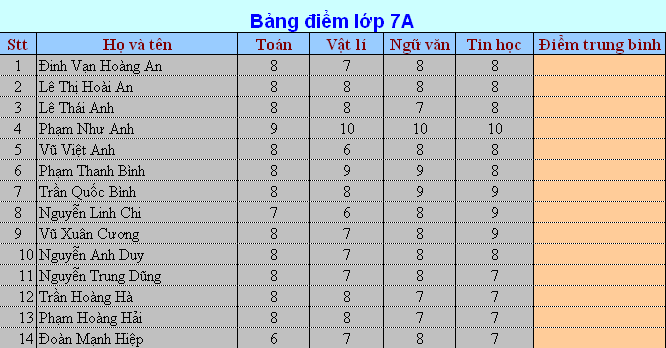 Bảng điểm lớp 7A
Stt Họ và tên Toán Vật lí Ngữ văn Tin học Điểm trung bình
1 Đinh Vạn Hoàng An 8 7 8 8
2 Lê Thị Hoài An 8 8 8 8
3 Lê Thái Anh 8 8 7 8
4 Phạm Như Anh 9 10 10 10
5 Vũ Việt Anh 8 6 8 8
6 Phạm Thanh Bình 8 9 9 8
7 Trần Quốc Bình 8 8 9 9
8 Nguyễn Linh Chi 7 6 8 9
9 Vũ Xuân Cương 8 7 8 9
10 Nguyễn Anh Duy 8 7 8 8
11 Nguyễn Trung Dũng 8 7 8 7
12 Trần Hoàng Hà 8 8 7 7
13 Phạm Hoàng Hải 8 8 7 7
14 Đoàn Mạnh Hiệp 6 7 8 7